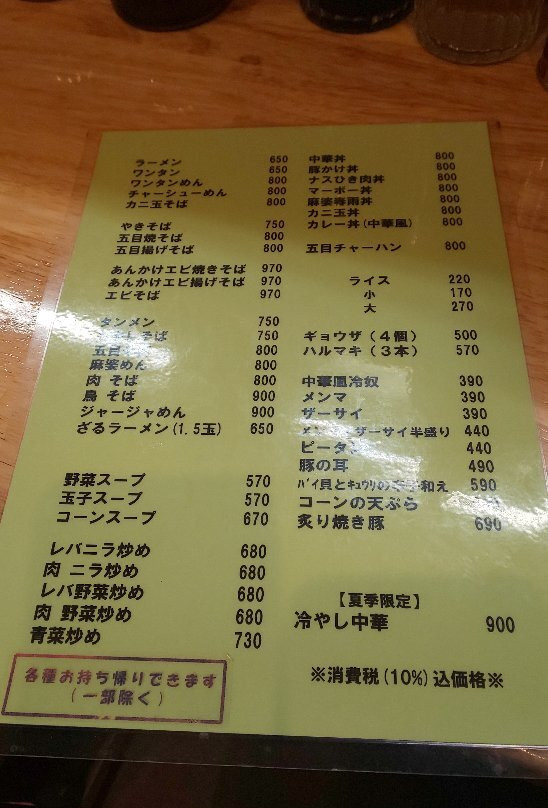 ラーメン 650
ワンタン 650
ワンタンめん 800
チャーシューめん 800
カニ玉そば 800
やきそば 750
五目焼そば 800
五目揚げそば 800
あんかけエビ焼きそば 970
あんかけエビ揚げそば 970
エビそば 970
タンメン 750
そば 750
五目 800
麻婆めん 800
肉 そば 800
鳥 そば 900
ジャージャめん 900
ざるラーメン(1.5玉) 650
野菜スープ 570
玉子スープ 570
コーンスープ 670
レバニラ炒め 680
肉 ニラ炒め 680
レバ野菜炒め 680
肉 野菜炒め 680
青菜炒め 730
各種お持ち帰りできます
(一部除く)
中華丼 800
豚かけ丼 800
ナスひき肉丼 800
マーボー丼 800
麻婆春雨丼 800
カニ玉丼 800
カレー丼(中華風) 800
五目チャーハン 800
ライス 220
小 170
大 270
ギョウザ(4個) 500
ハルマキ(3本) 570
中華風冷奴 390
メンマ 390
ザーサイ 390
ザーサイ半盛り 440
ピータン 440
豚の耳 490
バイ貝とキュウリの 和え 590
コーンの天ぷら
炙り焼き豚 690
【夏季限定】
冷やし中華 900
※消費税(10%)込価格※